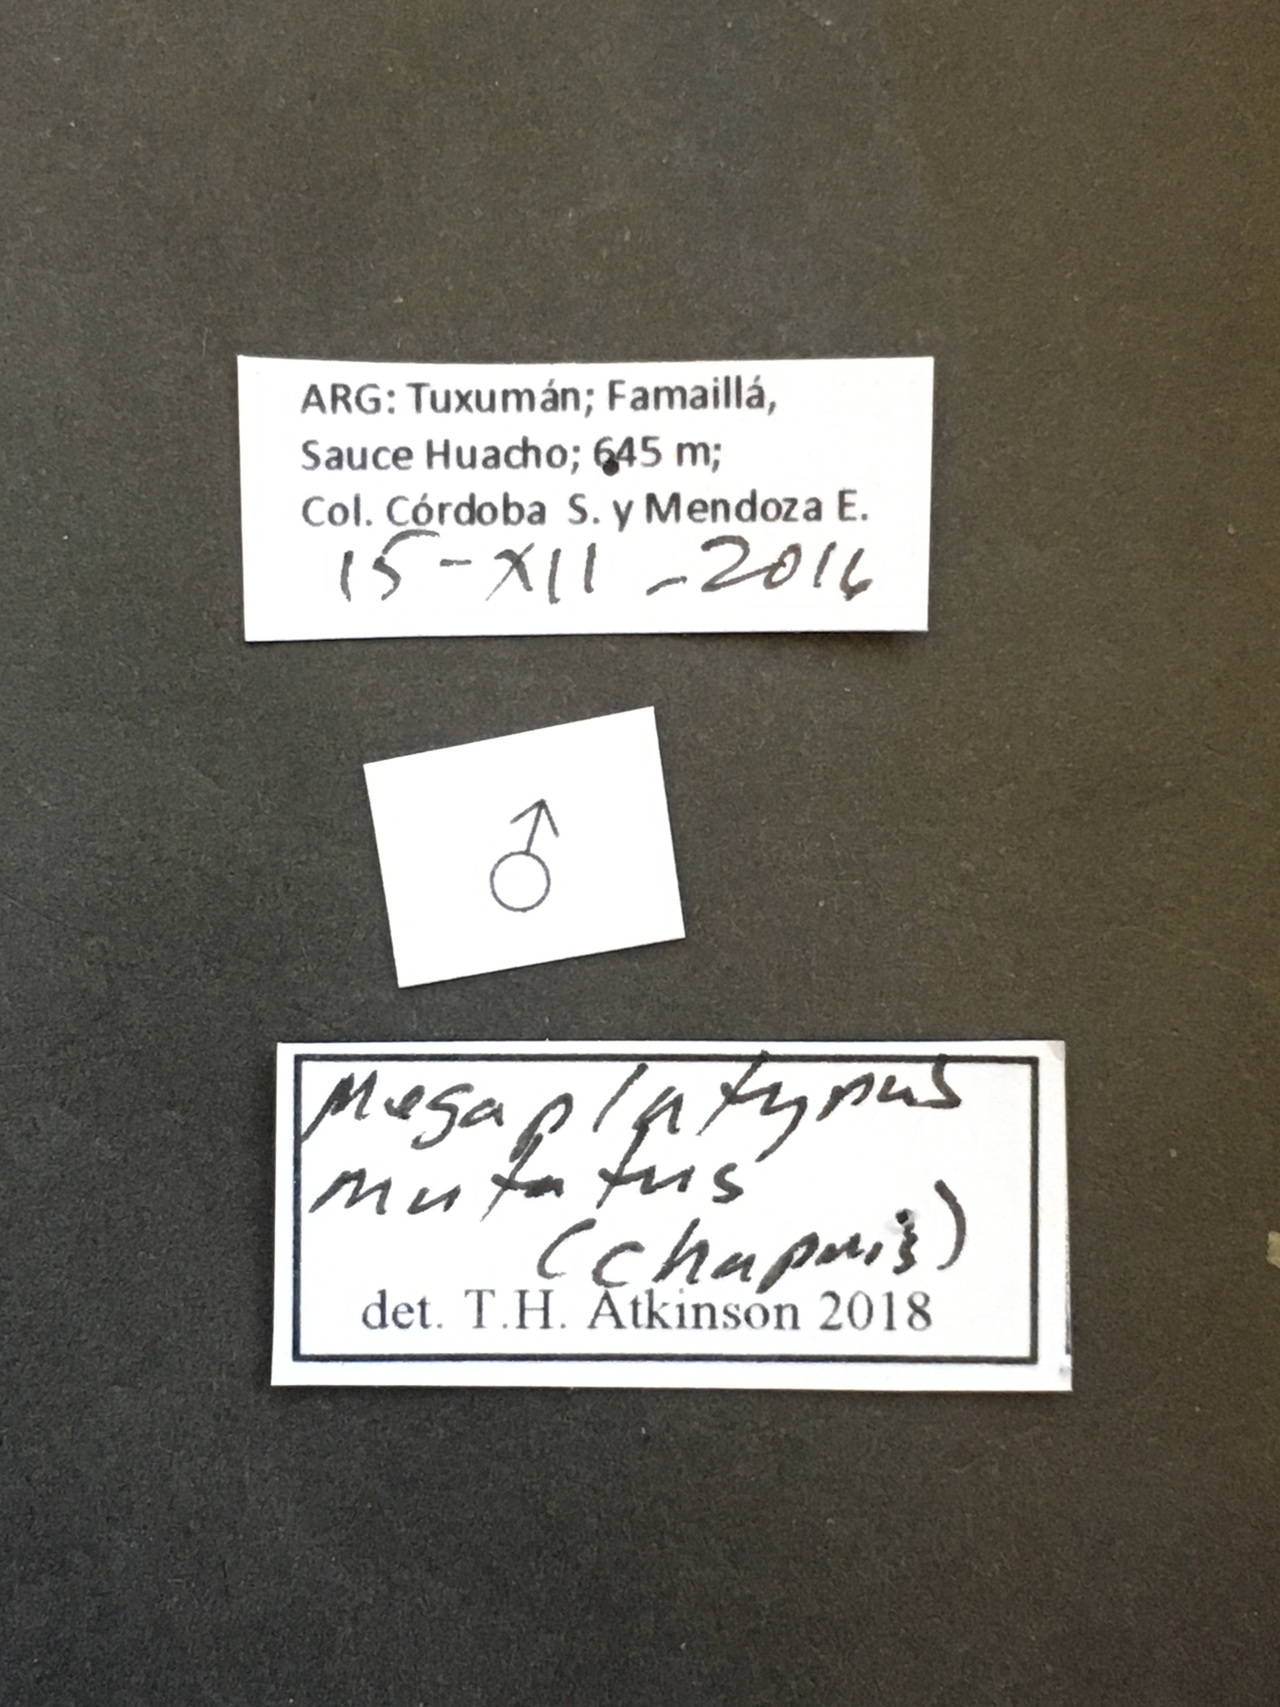 ARG: Tuxumán; Famaillá,
Sauce Huacho; 645 m;
Col. Córdoba S. y Mendoza E.
15-XII-2016
♂
Megaplatypus
mutatus
(Chapuis)
det. T.H. Atkinson 2018